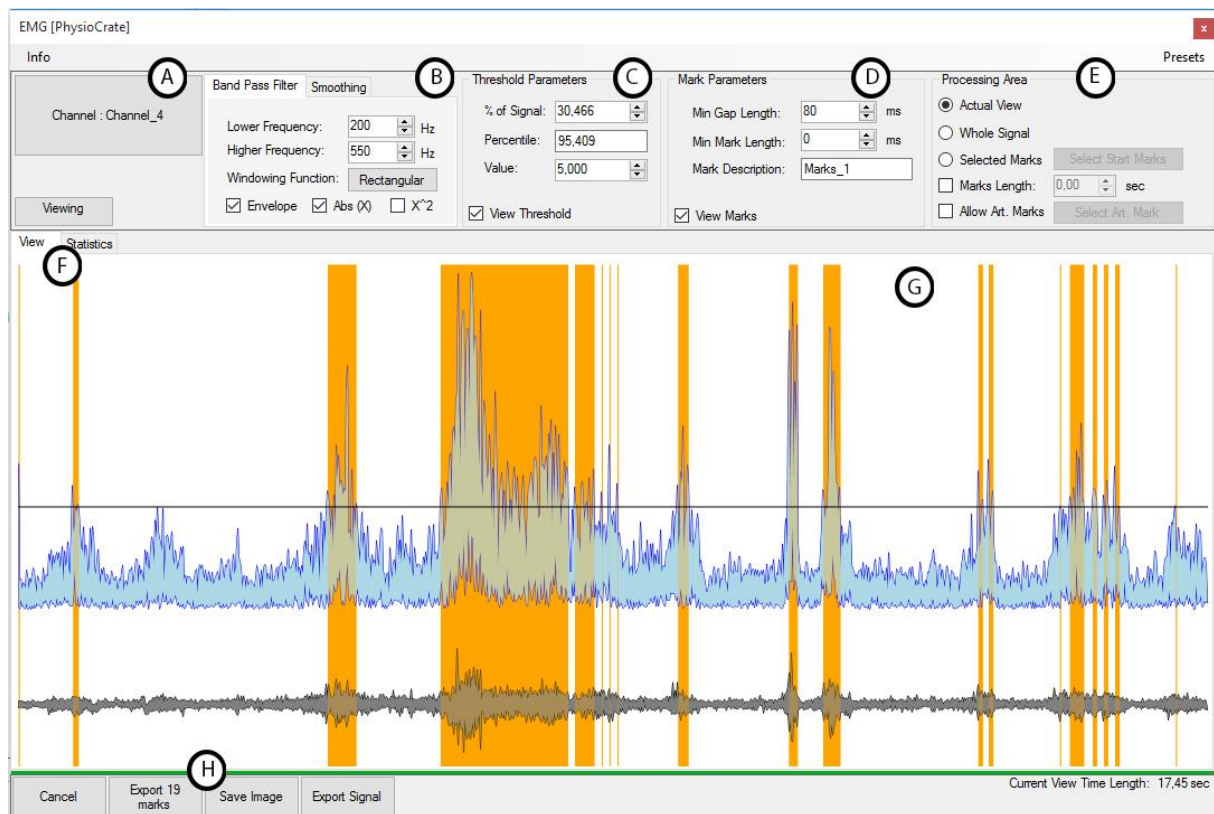 EMG [PhysioCrate]
x
Info
Presets
A
Channel : Channel_4
Viewing
B
Band Pass Filter
Smoothing
Lower Frequency: 200 Hz
Higher Frequency: 550 Hz
Windowing Function: Rectangular
Envelope Abs (X) X^2
Threshold Parameters
C
% of Signal: 30,466
Percentile: 95,409
Value: 5,000
View Threshold
Mark Parameters
D
Min Gap Length: 80 ms
Min Mark Length: 0 ms
Mark Description: Marks_1
View Marks
Processing Area
E
Actual View
Whole Signal
Selected Marks Select Start Marks
Marks Length: 0,00 sec
Allow Art. Marks Select Art. Mark
View Statistics
F
G
H
Current View Time Length: 17,45 sec
Cancel
Export 19
marks
Save Image
Export Signal